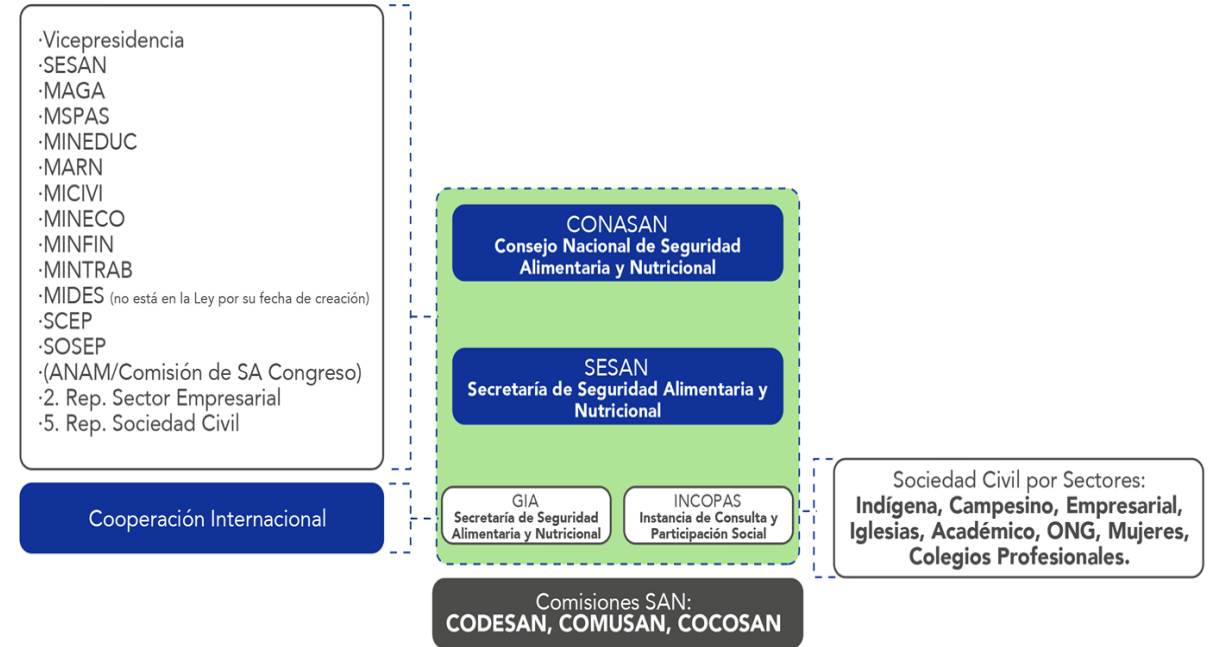 ·Vicepresidencia
·SESAN
·MAGA
·MSPAS
·MINEDUC
·MARN
·MICIVI
·MINECO
·MINFIN
·MINTRAB
·MIDES (no está en la Ley por su fecha de creación)
·SCEP
·SOSEP
·(ANAM/Comisión de SA Congreso)
·2. Rep. Sector Empresarial
·5. Rep. Sociedad Civil
Cooperación Internacional
CONASAN
Consejo Nacional de Seguridad
Alimentaria y Nutricional
SESAN
Secretaría de Seguridad Alimentaria y
Nutricional
GIA
Secretaría de Seguridad
Alimentaria y Nutricional
INCOPAS
Instancia de Consulta y
Participación Social
Sociedad Civil por Sectores:
Indígena, Campesino, Empresarial,
Iglesias, Académico, ONG, Mujeres,
Colegios Profesionales.
Comisiones SAN:
CODESAN, COMUSAN, COCOSAN